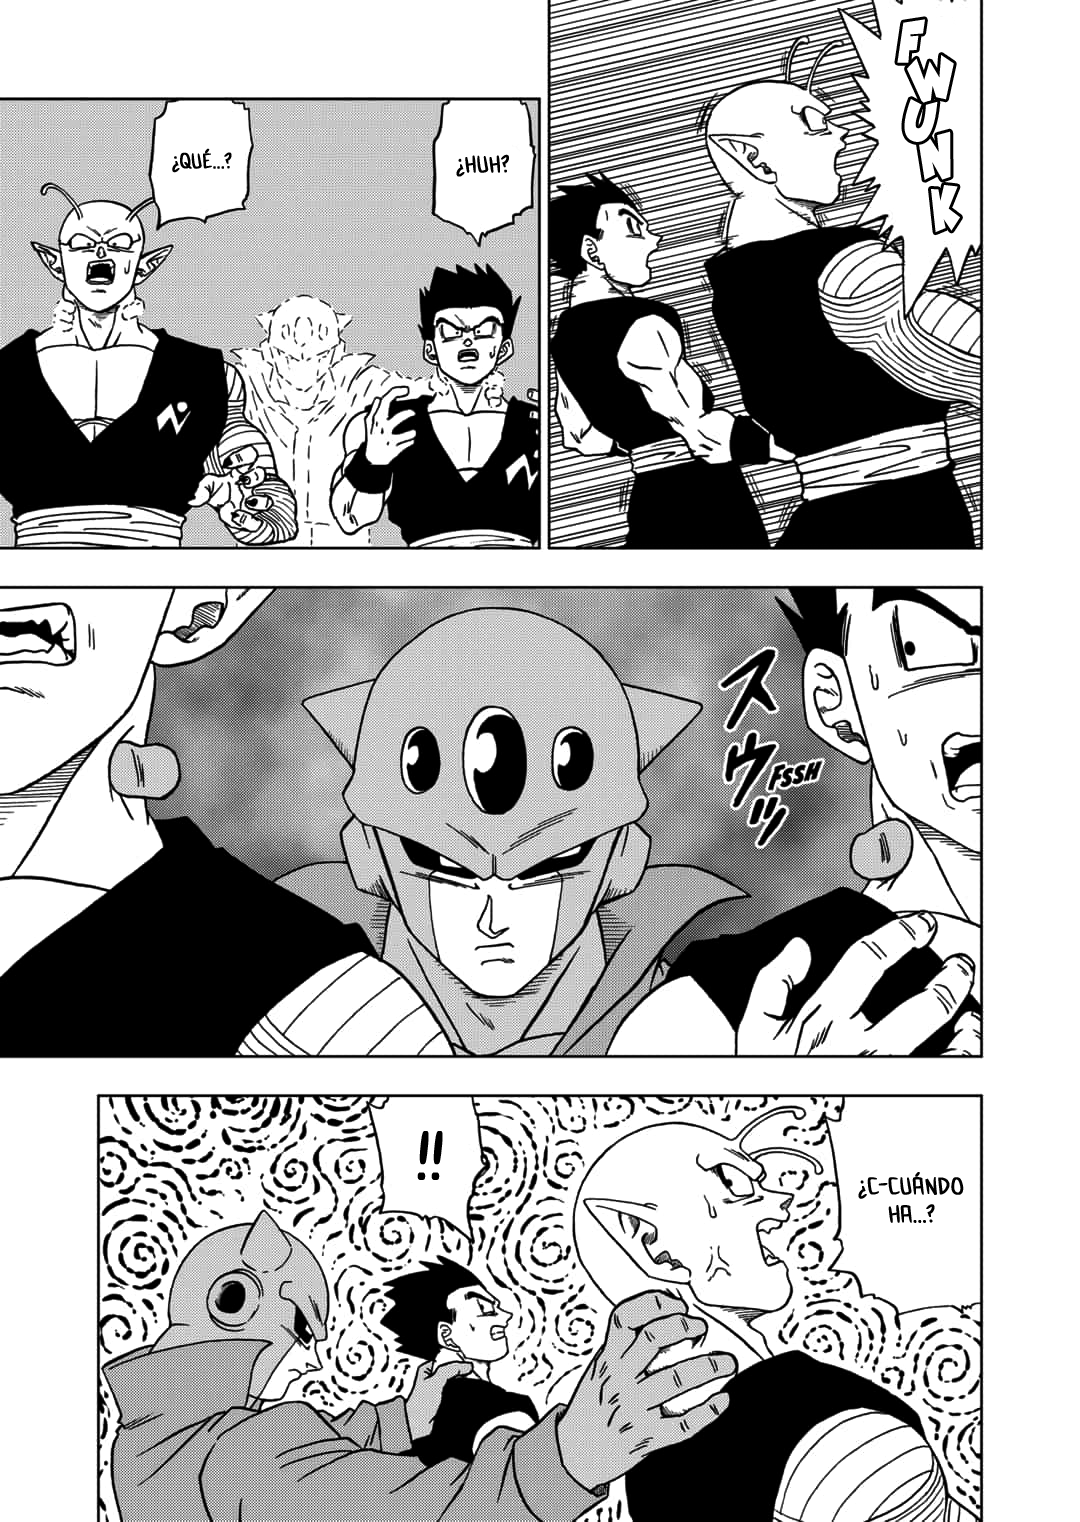 FWUNK
¿HUH?
¿QUÉ...?
スウッ
FSSH
¿C-CUÁNDO
HA...?
!!